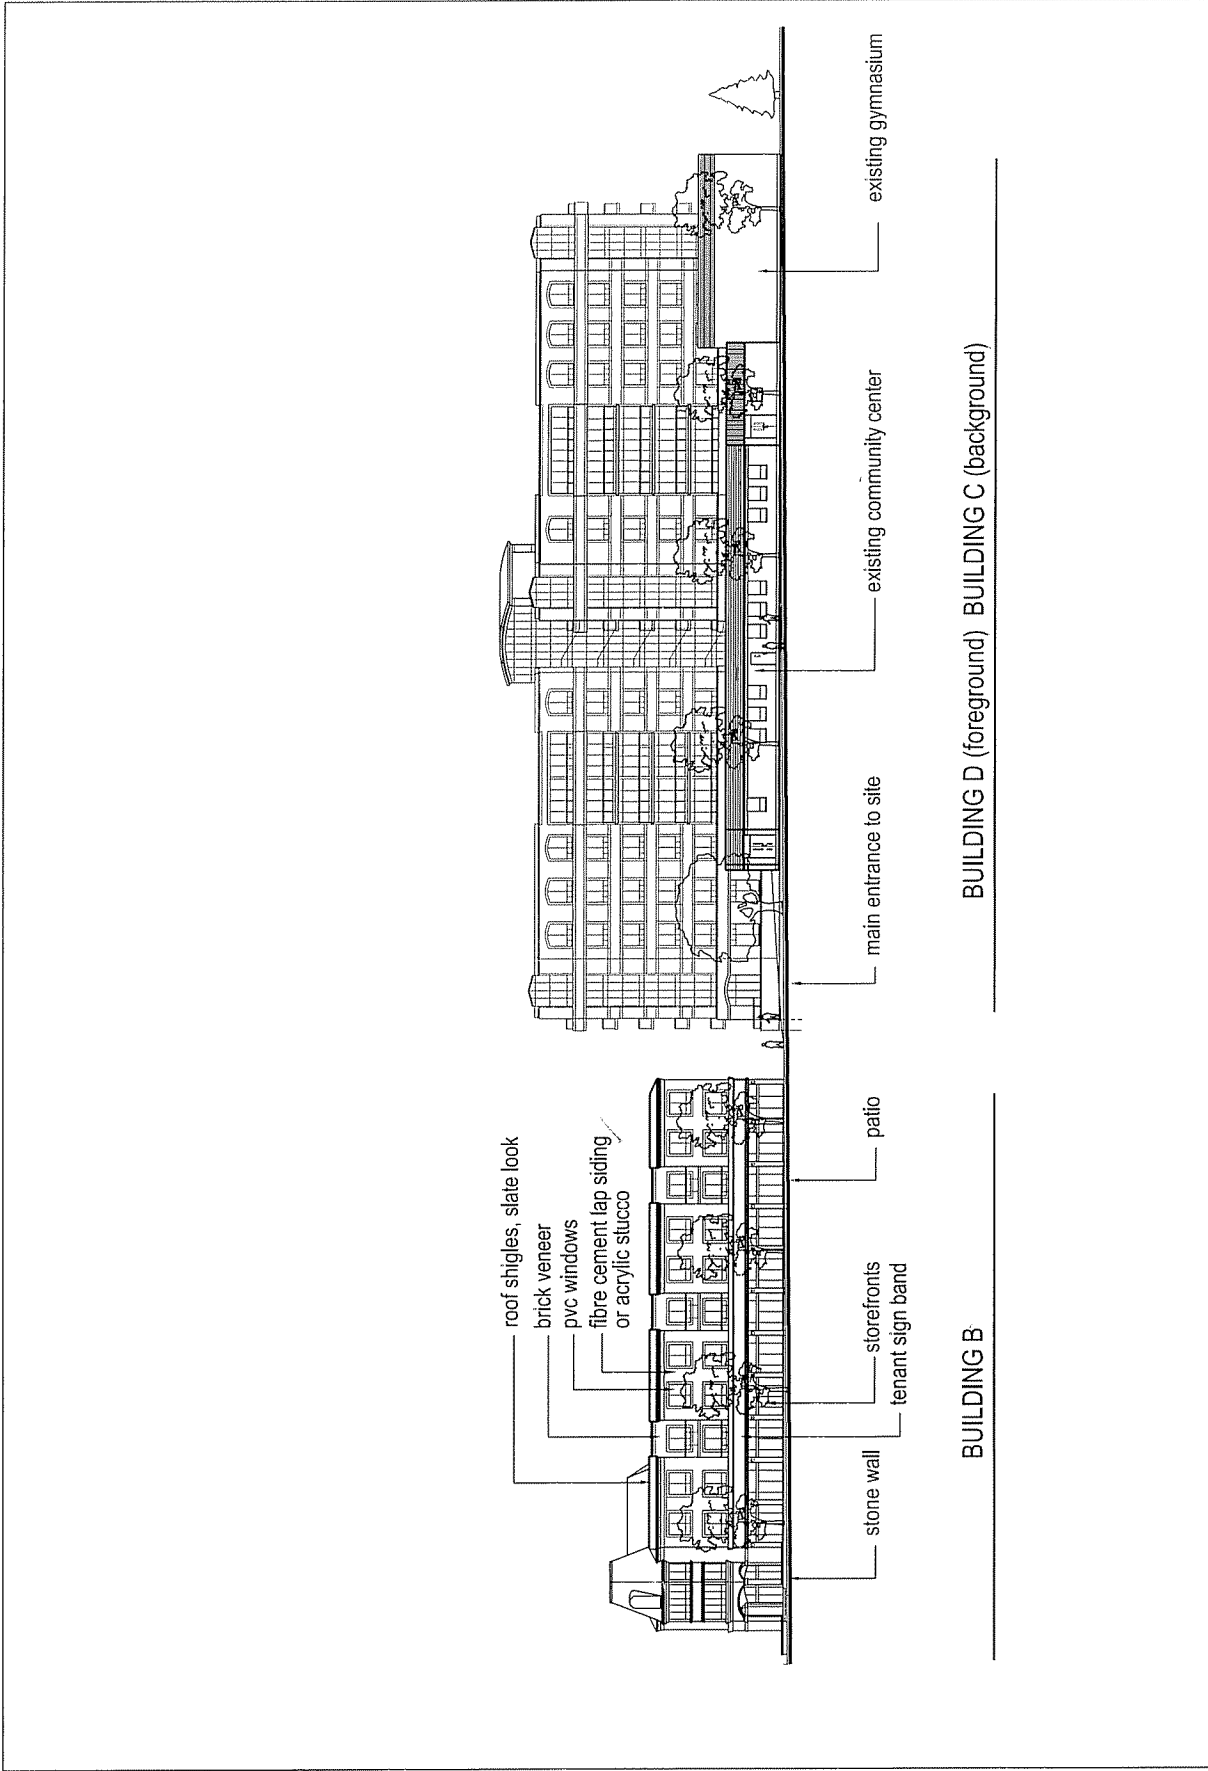 roof shigles, slate look
brick veneer
pvc windows
fibre cement lap siding
or acrylic stucco
stone wall
storefronts
tenant sign band
patio
main entrance to site
existing community center
existing gymnasium
BUILDING B
BUILDING D (foreground) BUILDING C (background)